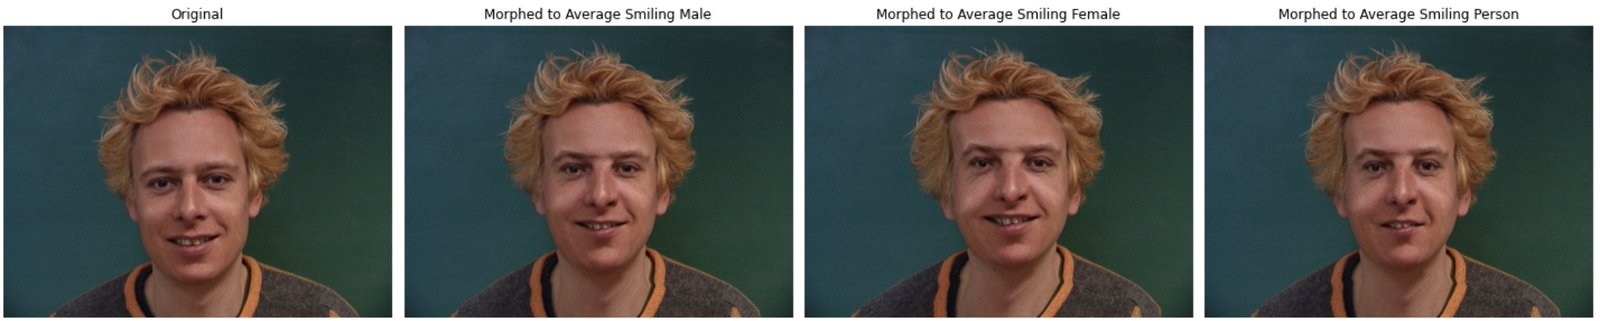 Original
Morphed to Average Smiling Male
Morphed to Average Smiling Female
Morphed to Average Smiling Person